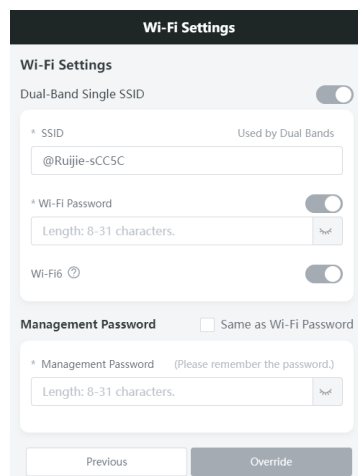 Wi-Fi Settings
Wi-Fi Settings
Dual-Band Single SSID
* SSID Used by Dual Bands
@Ruijie-sCC5C
* Wi-Fi Password
Length: 8-31 characters.
Wi-Fi6 ?
Management Password Same as Wi-Fi Password
* Management Password (Please remember the password.)
Length: 8-31 characters.
Previous Override